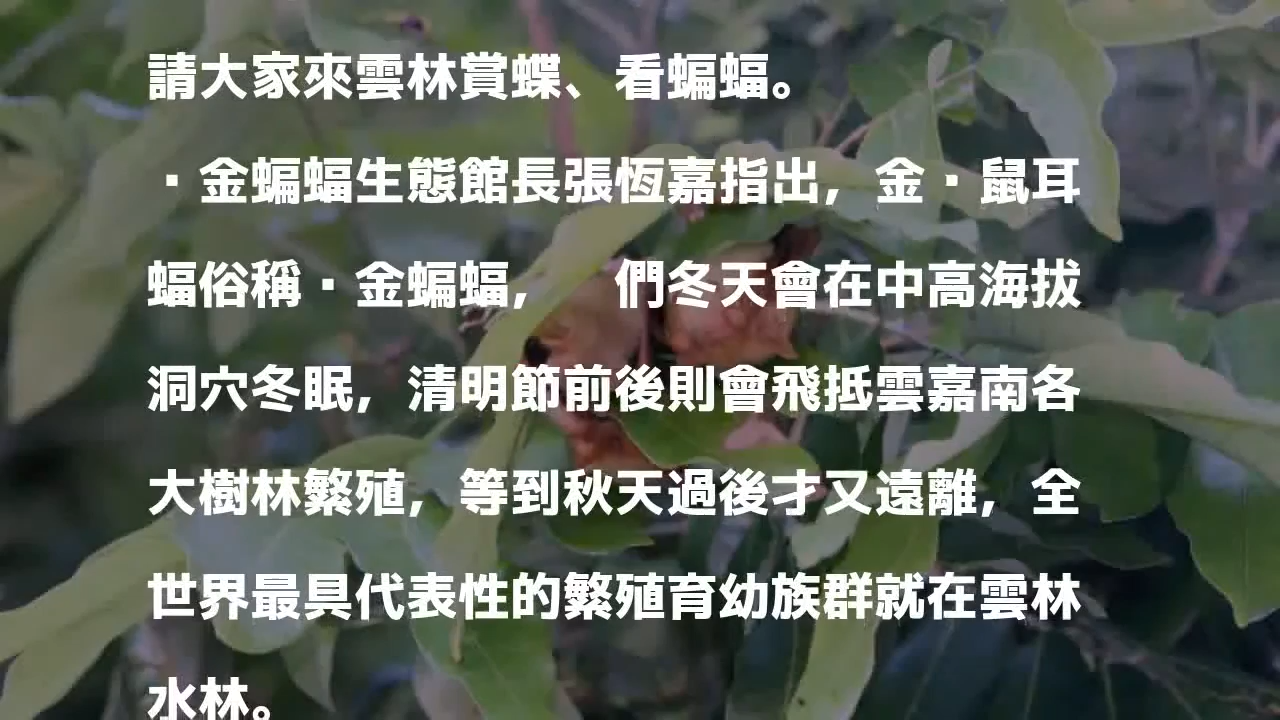 請大家來雲林賞蝶、看蝙蝠。
·金蝙蝠生態館長張恆嘉指出，金·鼠耳
蝠俗稱·金蝙蝠，　們冬天會在中高海拔
洞穴冬眠，清明節前後則會飛抵雲嘉南各
大樹林繁殖，等到秋天過後才又遠離，全
世界最具代表性的繁殖育幼族群就在雲林
水林。